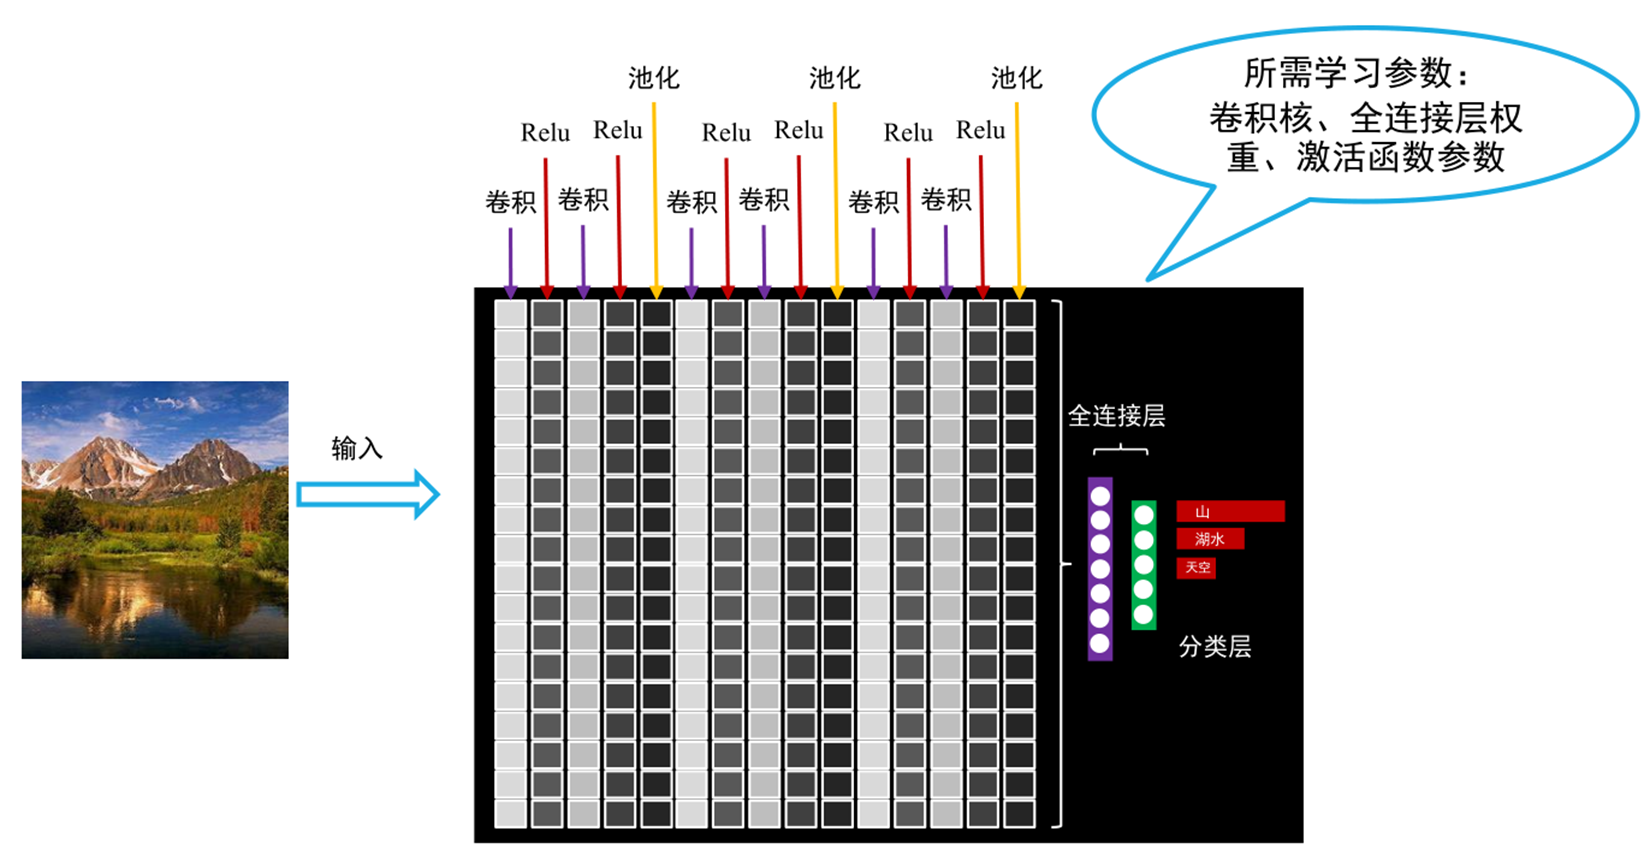 池化
池化
池化
Relu
Relu
Relu
Relu
Relu
Relu
卷积
卷积
卷积
卷积
卷积
卷积
所需学习参数：
卷积核、全连接层权
重、激活函数参数
输入
全连接层
山
湖水
天空
分类层